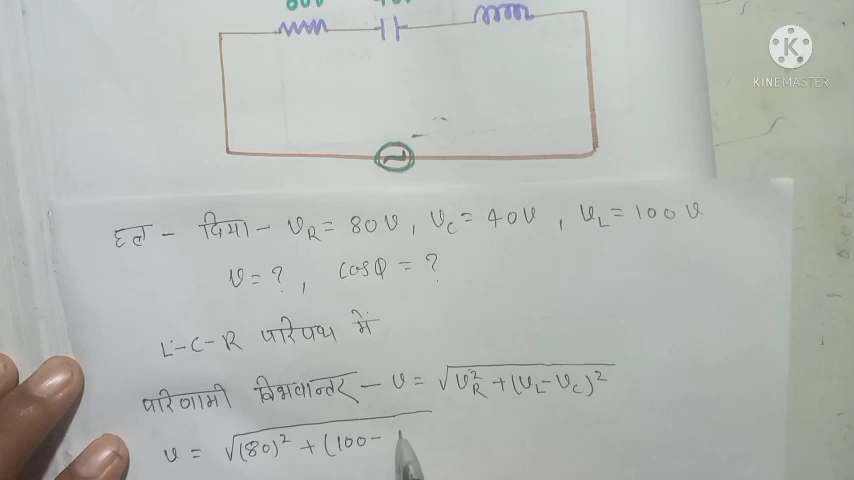 K
KINEMASTER
हल - दिया - V_R = 80V, V_C = 40V, V_L = 100V
V = ?, cosφ = ?
L-C-R परिपथ में
परिणामी विभवान्तर - V = √V_R² + (V_L - V_C)²
V = √(80)² + (100 -